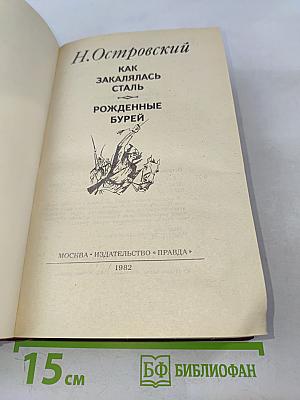 Н. Островский
КАК
ЗАКАЛЯЛАСЬ
СТАЛЬ
РОЖДЕННЫЕ
БУРЕЙ
МОСКВА • ИЗДАТЕЛЬСТВО «ПРАВДА»
1982
15 см
БФ БИБЛИОФАН